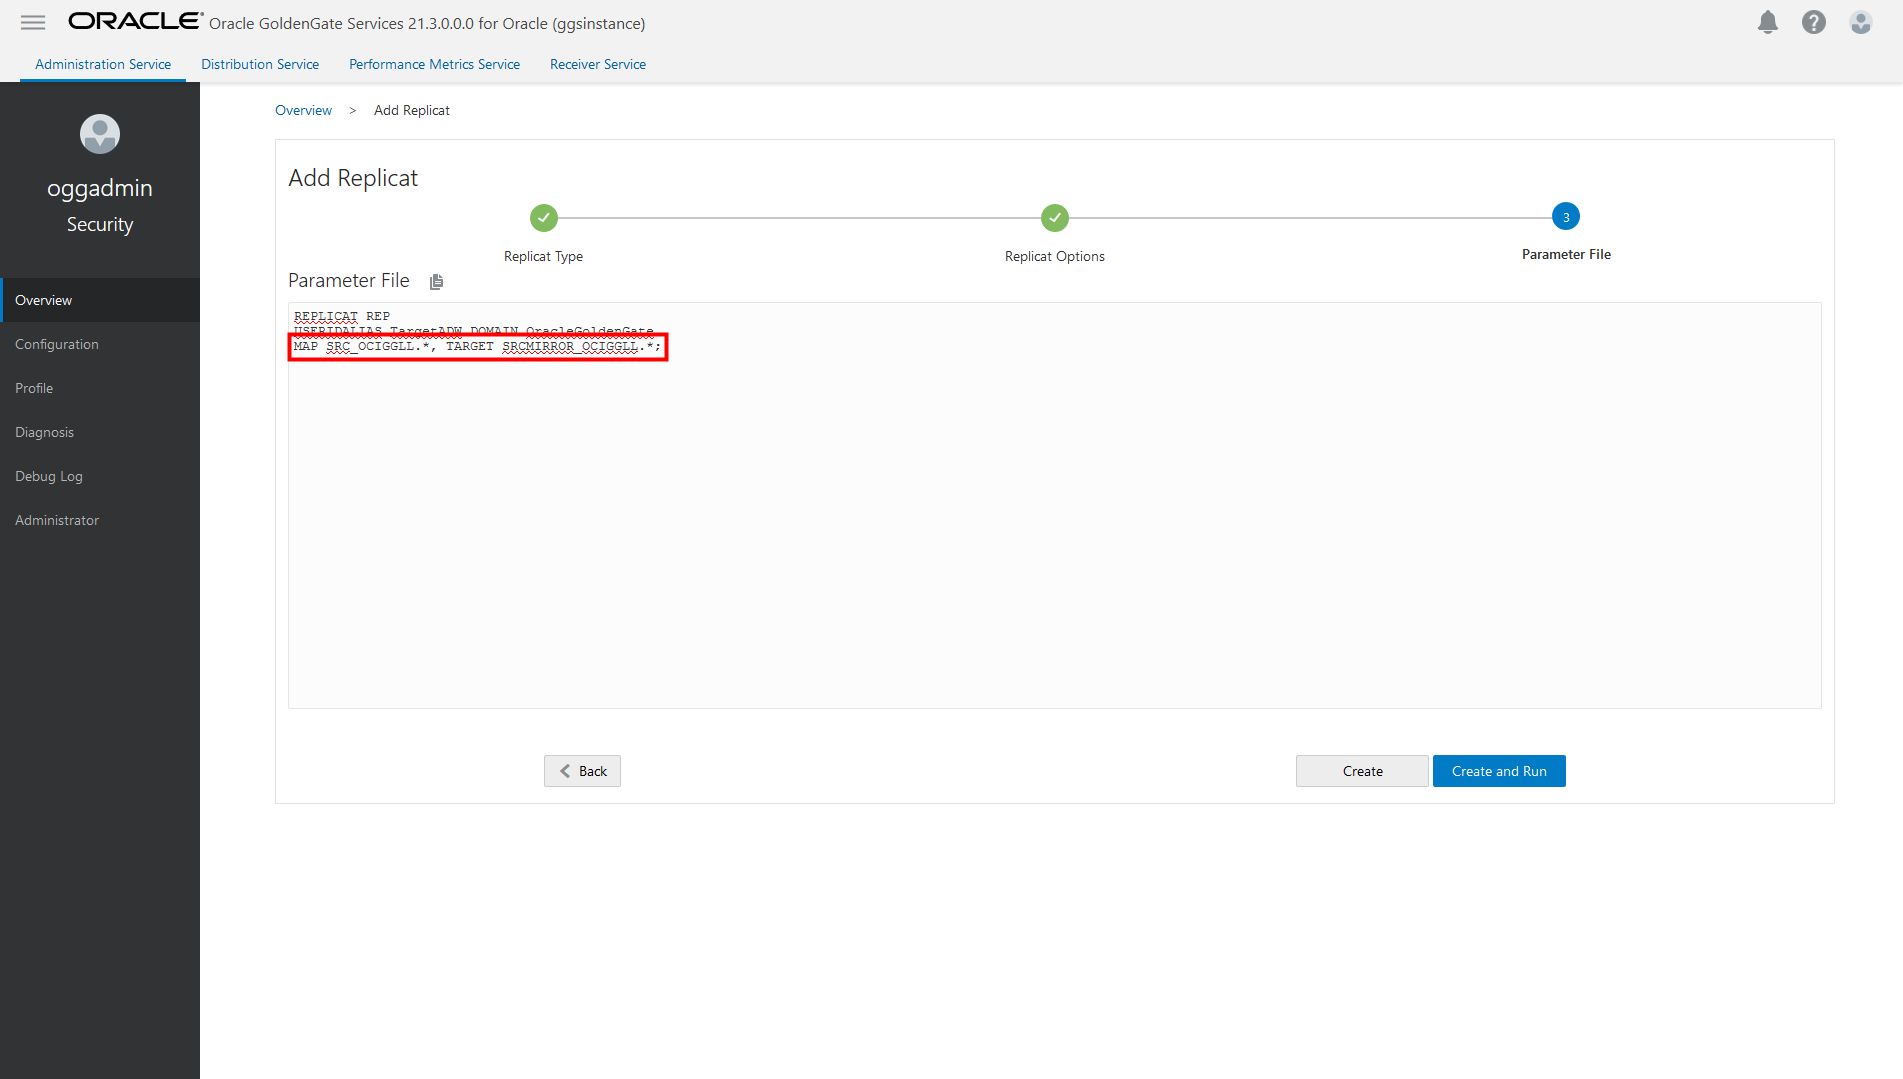 ORACLE® Oracle GoldenGate Services 21.3.0.0.0 for Oracle (ggsinstance)
Administration Service Distribution Service Performance Metrics Service Receiver Service
oggadmin
Security
Overview
Configuration
Profile
Diagnosis
Debug Log
Administrator
Overview > Add Replicat
Add Replicat
3
Replicat Type Replicat Options Parameter File
Parameter File
REPLICAT REP
USERIDALIAS TargetADW DOMAIN OracleGoldenGate
MAP SRC_OCIGGLL.*, TARGET SRCMIRROR_OCIGGLL.*;
Back Create Create and Run